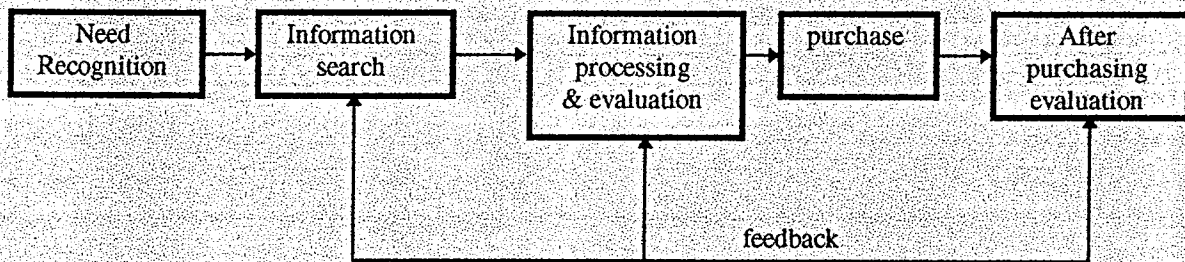 Need
Recognition
Information
search
Information
processing
& evaluation
purchase
After
purchasing
evaluation
feedback